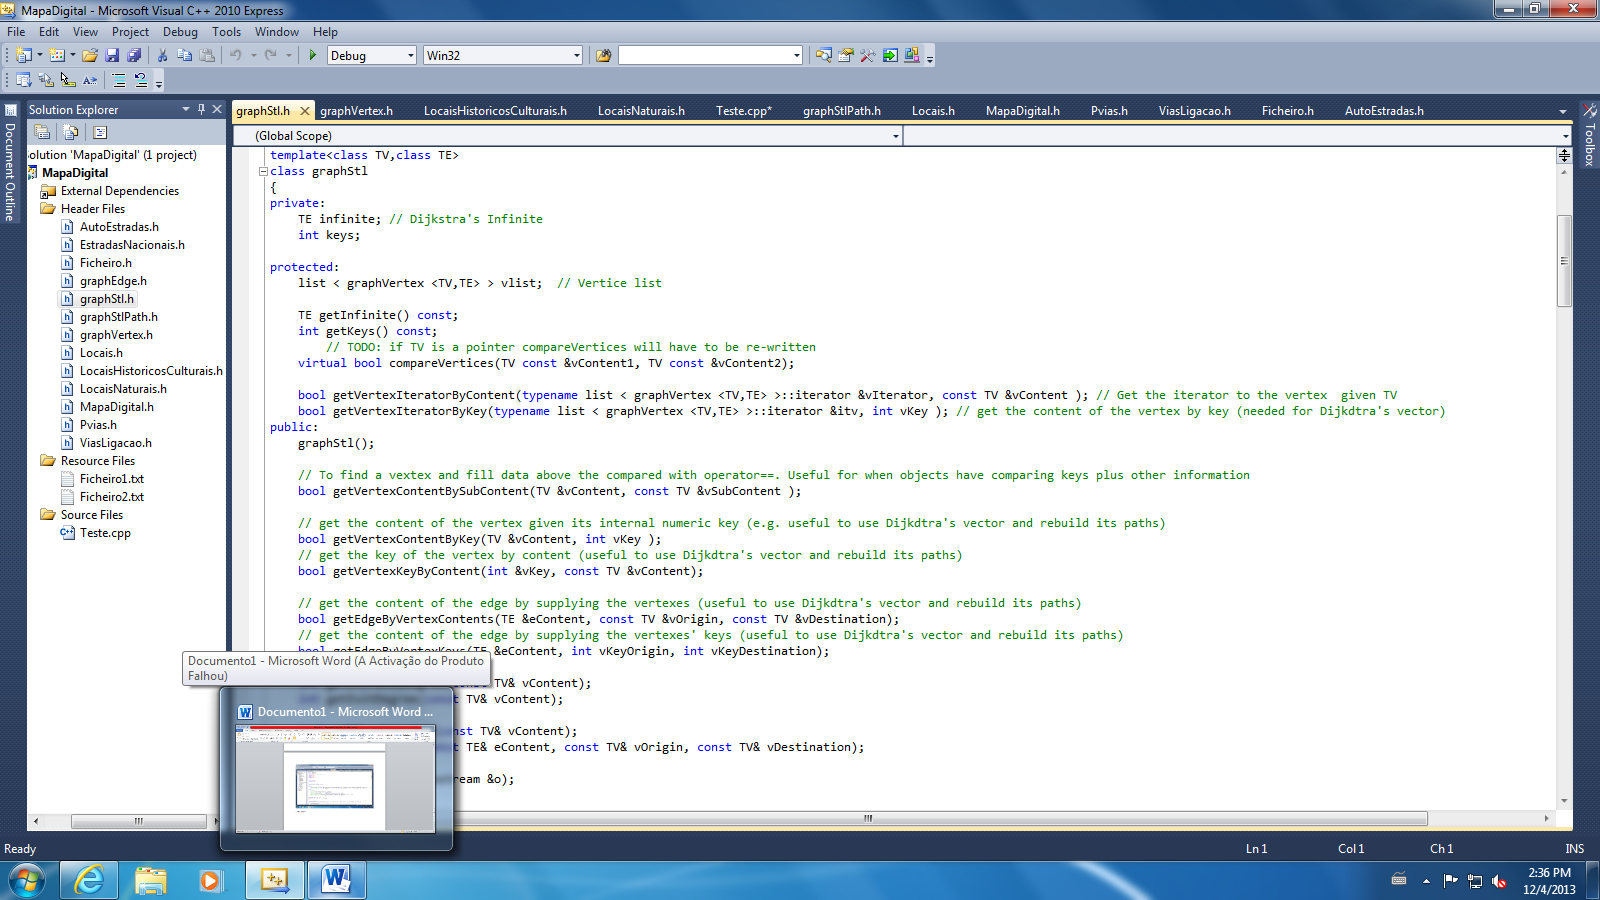 MapaDigital - Microsoft Visual C++ 2010 Express
File Edit View Project Debug Tools Window Help
Debug Win32
Document Outline
Solution Explorer
graphStl.h graphVertex.h LocaisHistoricosCulturais.h LocaisNaturais.h Teste.cpp* graphStlPath.h Locais.h MapaDigital.h Pvias.h ViasLigacao.h Ficheiro.h AutoEstradas.h
Toolbox
(Global Scope)
olution 'MapaDigital' (1 project)
MapaDigital
External Dependencies
Header Files
AutoEstradas.h
EstradasNacionais.h
Ficheiro.h
graphEdge.h
graphStl.h
graphStlPath.h
graphVertex.h
Locais.h
LocaisHistoricosCulturais.h
LocaisNaturais.h
MapaDigital.h
Pvias.h
ViasLigacao.h
Resource Files
Ficheiro1.txt
Ficheiro2.txt
Source Files
Teste.cpp
template<class TV,class TE>
class graphStl
{
private:
TE infinite; // Dijkstra's Infinite
int keys;
protected:
list < graphVertex <TV,TE> > vlist; // Vertice list
TE getInfinite() const;
int getKeys() const;
// TODO: if TV is a pointer compareVertices will have to be re-written
virtual bool compareVertices(TV const &vContent1, TV const &vContent2);
bool getVertexIteratorByContent(typename list < graphVertex <TV,TE> >::iterator &vIterator, const TV &vContent ); // Get the iterator to the vertex given TV
bool getVertexIteratorByKey(typename list < graphVertex <TV,TE> >::iterator &itv, int vKey ); // get the content of the vertex by key (needed for Dijkdtra's vector)
public:
graphStl();
// To find a vextex and fill data above the compared with operator==. Useful for when objects have comparing keys plus other information
bool getVertexContentBySubContent(TV &vContent, const TV &vSubContent );
// get the content of the vertex given its internal numeric key (e.g. useful to use Dijkdtra's vector and rebuild its paths)
bool getVertexContentByKey(TV &vContent, int vKey );
// get the key of the vertex by content (useful to use Dijkdtra's vector and rebuild its paths)
bool getVertexKeyByContent(int &vKey, const TV &vContent);
// get the content of the edge by supplying the vertexes (useful to use Dijkdtra's vector and rebuild its paths)
bool getEdgeByVertexContents(TE &eContent, const TV &vOrigin, const TV &vDestination);
// get the content of the edge by supplying the vertexes' keys (useful to use Dijkdtra's vector and rebuild its paths)
bool getEdgeByVertexKeys(TE &eContent, int vKeyOrigin, int vKeyDestination);
TV& vContent);
TV& vContent);
TV& vContent);
TE& eContent, const TV& vOrigin, const TV& vDestination);
&o);
Documento1 - Microsoft Word (A Activação do Produto
Falhou)
Documento1 - Microsoft Word ...
Ready Ln 1 Col 1 Ch 1 INS
2:36 PM
12/4/2013